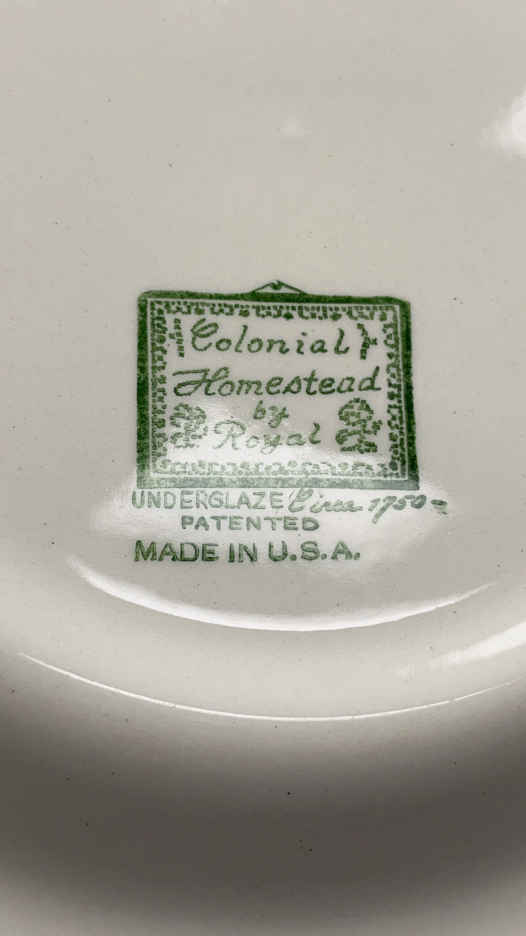 Colonial
Homestead
by
Royal
UNDERGLAZE Circa 1750-
PATENTED
MADE IN U.S.A.